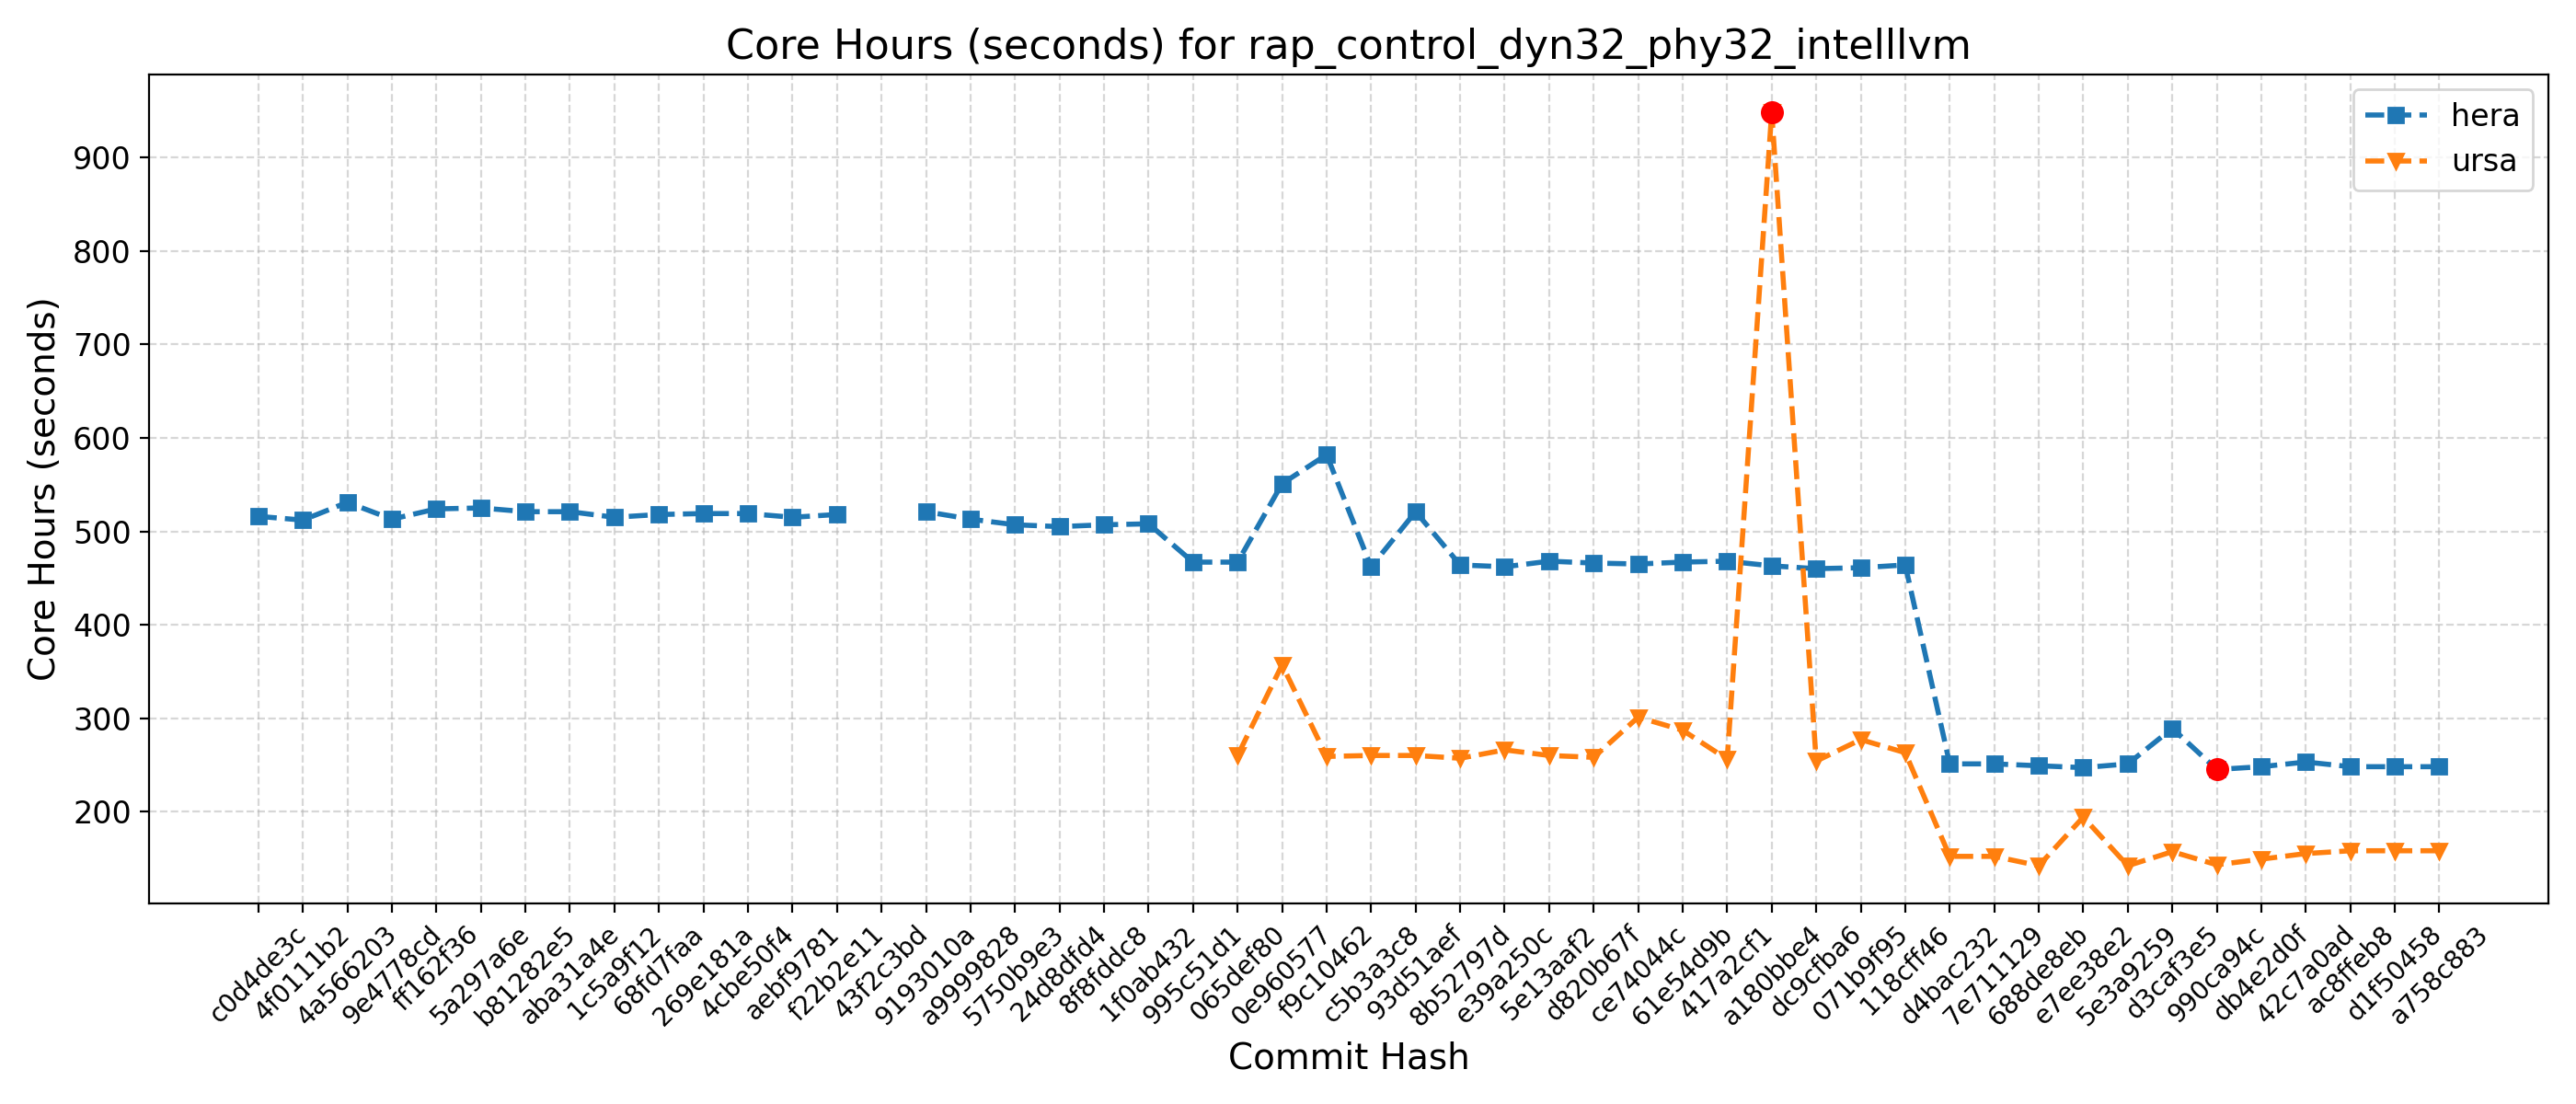 Core Hours (seconds) for rap_control_dyn32_phy32_intelllvm
hera
ursa
Core Hours (seconds)
900
800
700
600
500
400
300
200
c0d4de3c
4f0111b2
4a566203
9e4778cd
ff162f36
5a297a6e
b81282e5
aba31a4e
1c5a9f12
68fd7faa
269e181a
4cbe50f4
aebf9781
f22b2e11
43f2c3bd
9193010a
a9999828
5750b9e3
24d8dfd4
8f8fddc8
1f0ab432
995c51d1
065def80
0e960577
f9c10462
c5b3a3c8
93d51aef
8b52797d
e39a250c
5e13aaf2
d820b67f
ce74044c
61e54d9b
417a2cf1
a180bbe4
dc9cfba6
071b9f95
118cff46
d4bac232
7e711129
688de8eb
e7ee38e2
5e3a9259
d3caf3e5
990ca94c
db4e2d0f
42c7a0ad
ac8ffeb8
d1f50458
a758c883
Commit Hash